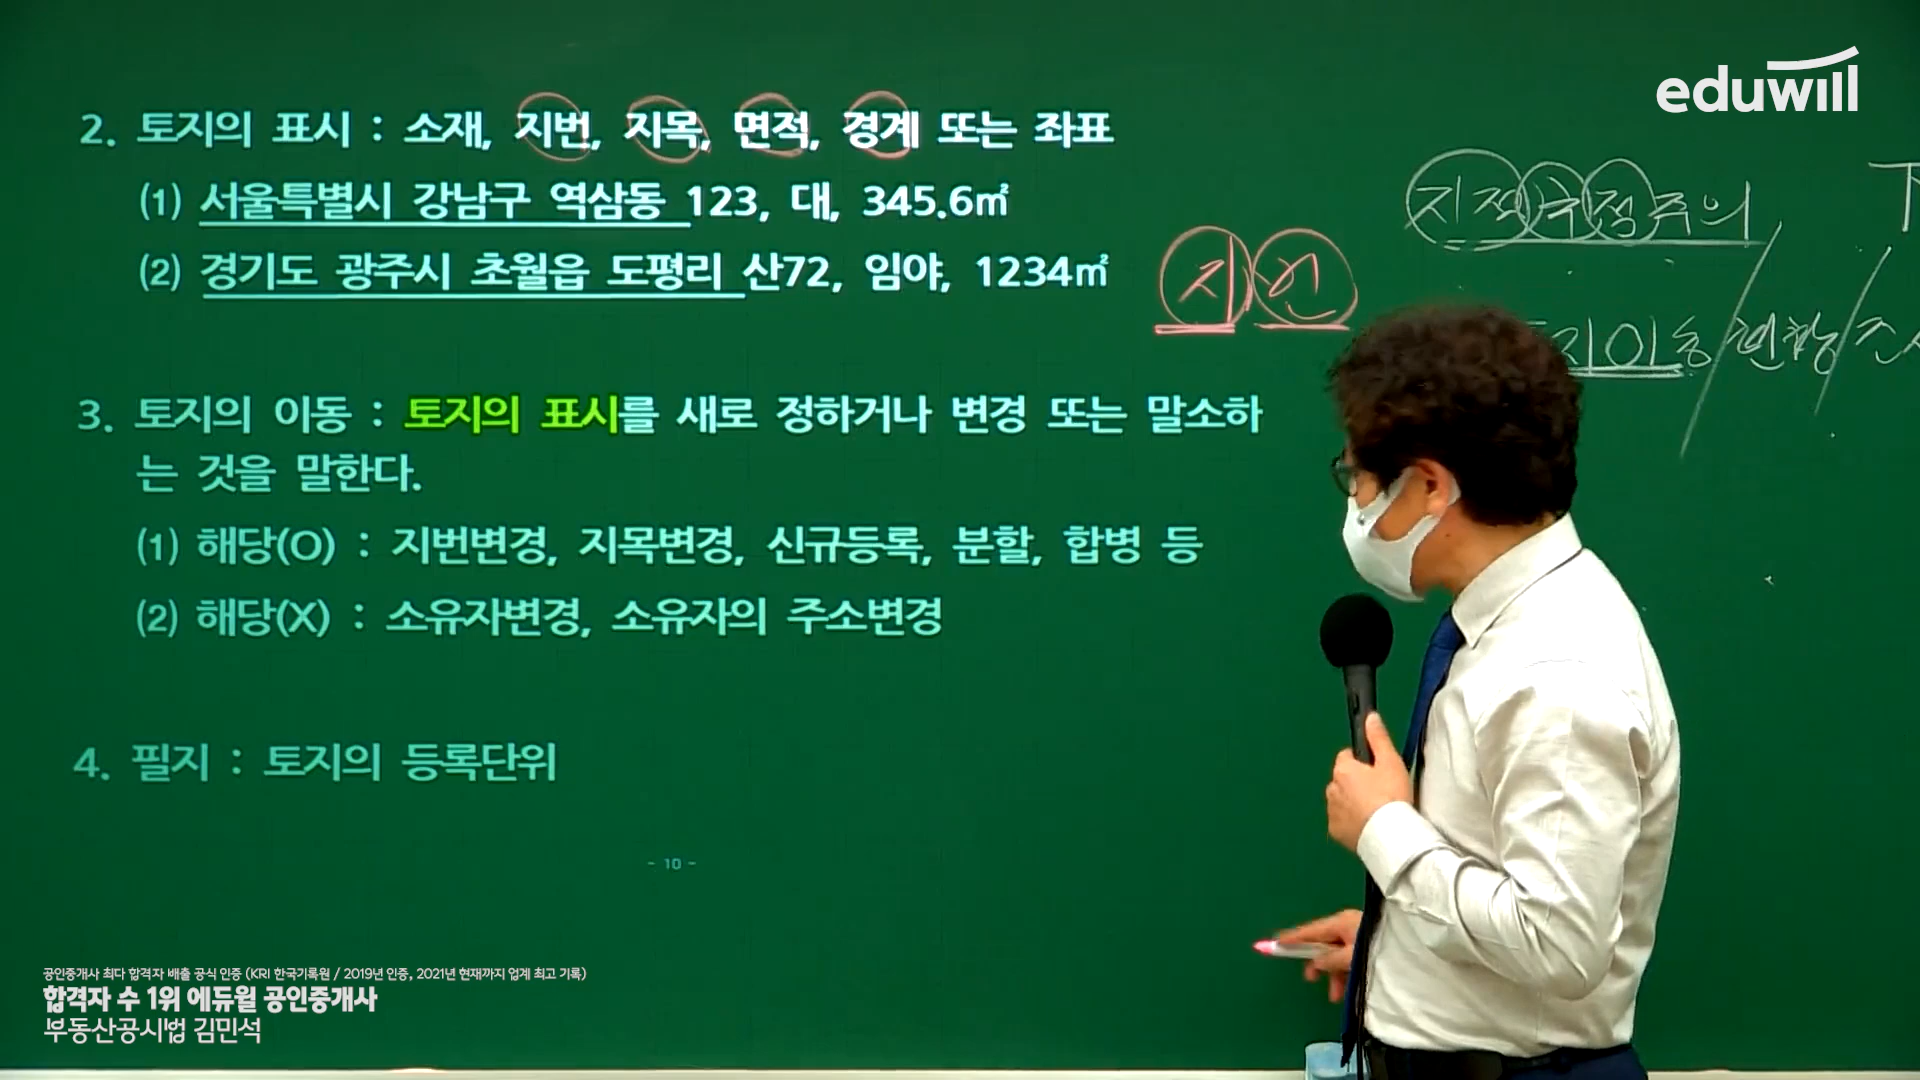 eduwill
2. 토지의 표시 : 소재, 지번, 지목, 면적, 경계 또는 좌표
(1) 서울특별시 강남구 역삼동 123, 대, 345.6㎡
(2) 경기도 광주시 초월읍 도평리 산72, 임야, 1234㎡
지적
주의
지
3. 토지의 이동 : 토지의 표시를 새로 정하거나 변경 또는 말소하
는 것을 말한다.
(1) 해당(O) : 지번변경, 지목변경, 신규등록, 분할, 합병 등
(2) 해당(X) : 소유자변경, 소유자의 주소변경
4. 필지 : 토지의 등록단위
- 10 -
공인중개사 최다 합격자 배출 공식 인증 (KRI 한국기록원 / 2019년 인증, 2021년 현재까지 업계 최고 기록)
합격자 수 1위 에듀윌 공인중개사
부동산공시법 김민석